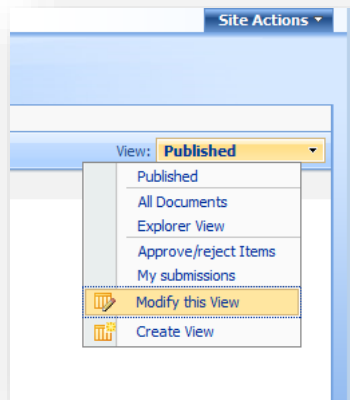 Site Actions
View: Published
Published
All Documents
Explorer View
Approve/reject Items
My submissions
Modify this View
Create View